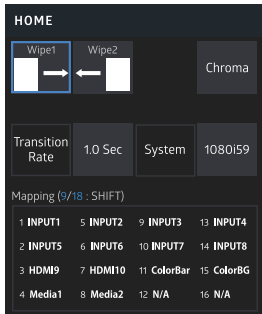 HOME
Wipe1 Wipe2
Chroma
Transition Rate 1.0 Sec System 1080i59
Mapping (9/18 : SHIFT)
1 INPUT1 5 INPUT2 9 INPUT3 13 INPUT4
2 INPUT5 6 INPUT6 10 INPUT7 14 INPUT8
3 HDMI9 7 HDMI10 11 ColorBar 15 ColorBG
4 Media1 8 Media2 12 N/A 16 N/A